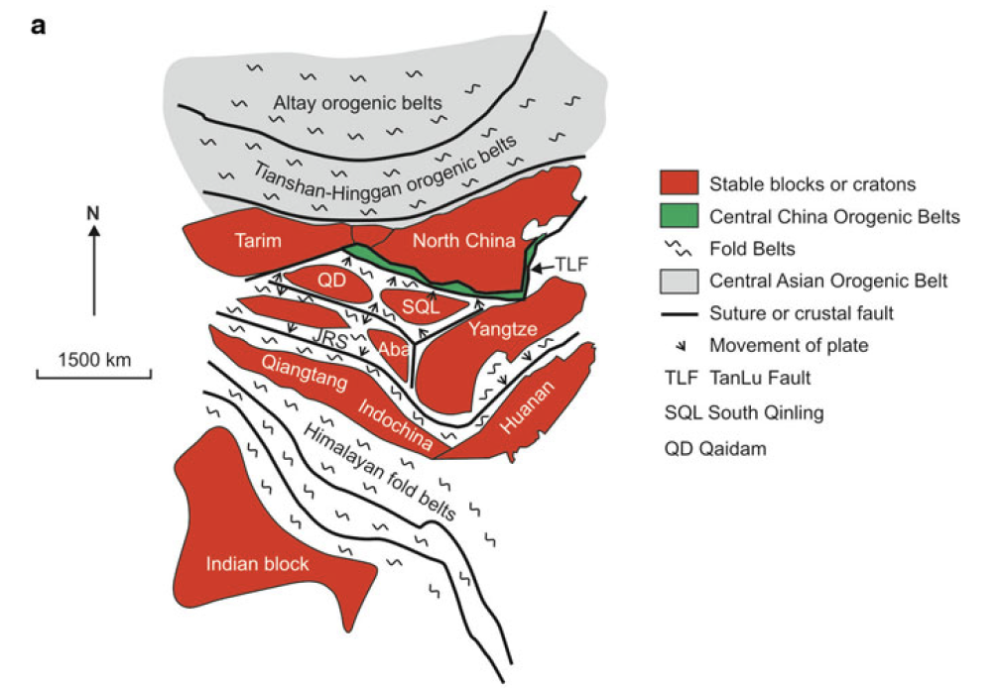 a
Altay orogenic belts
Tianshan-Hinggan orogenic belts
N
Tarim
North China
TLF
QD
SQL
Yangtze
JRS
Aba
1500 km
Qiangtang
Indochina
Huanan
Himalayan fold belts
Indian block
Stable blocks or cratons
Central China Orogenic Belts
Fold Belts
Central Asian Orogenic Belt
Suture or crustal fault
Movement of plate
TLF TanLu Fault
SQL South Qinling
QD Qaidam